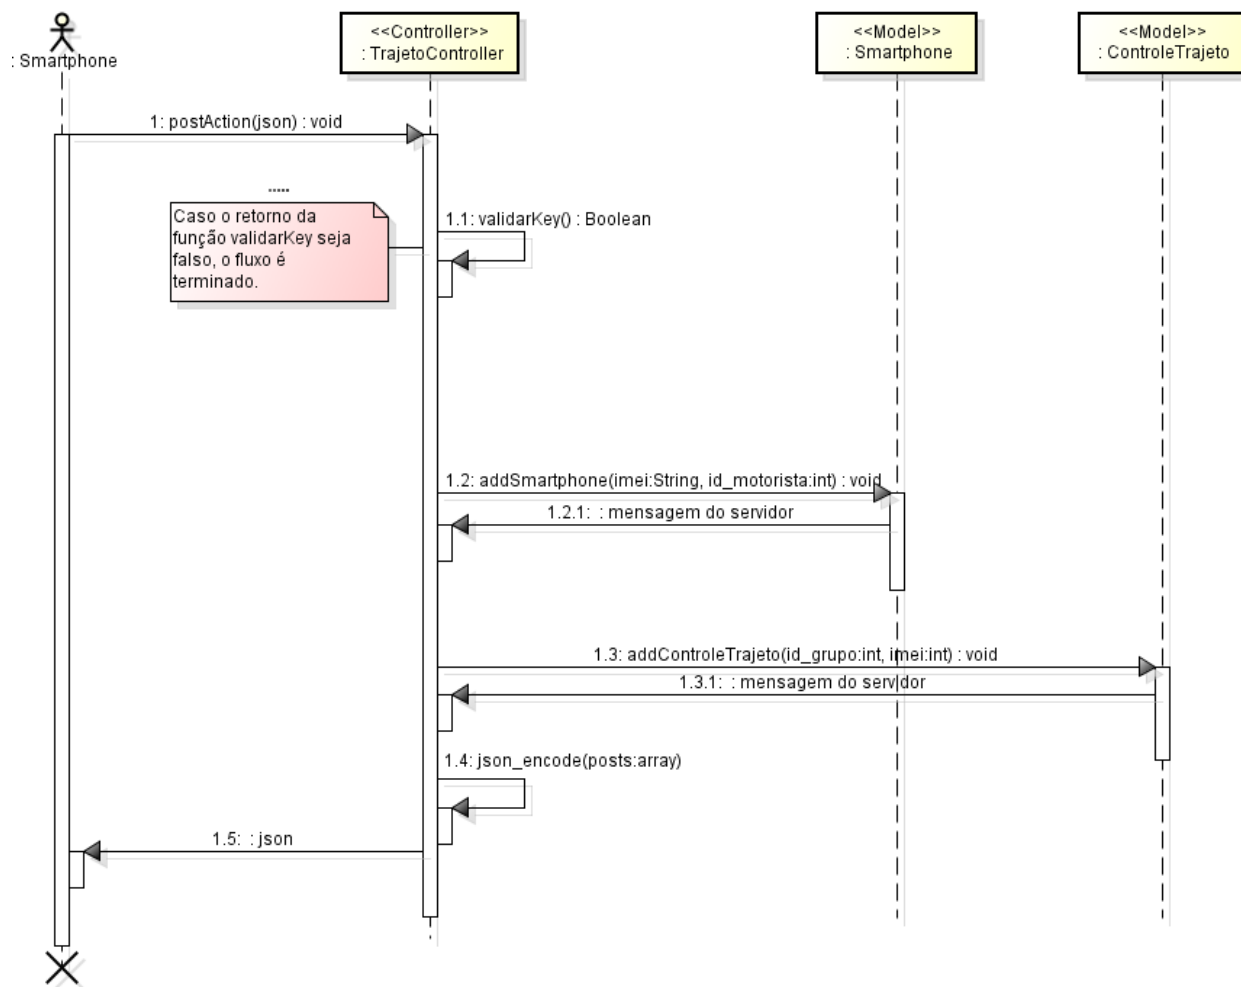 <<Controller>>
: TrajetoController
<<Model>>
: Smartphone
<<Model>>
: ControleTrajeto
: Smartphone
1: postAction(json) : void
.....
Caso o retorno da
função validarKey seja
falso, o fluxo é
terminado.
1.1: validarKey() : Boolean
1.2: addSmartphone(imei:String, id_motorista:int) : void
1.2.1: : mensagem do servidor
1.3: addControleTrajeto(id_grupo:int, imei:int) : void
1.3.1: : mensagem do servidor
1.4: json_encode(posts:array)
1.5: : json